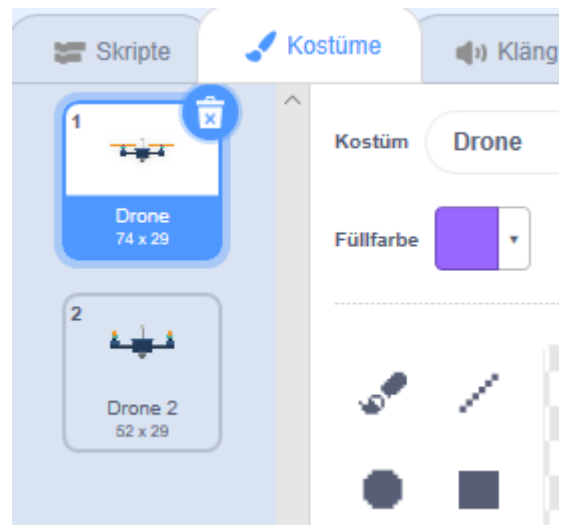 Skripte
Kostüme
Kläng
1
Drone
74 x 29
2
Drone 2
52 x 29
Kostüm
Drone
Füllfarbe